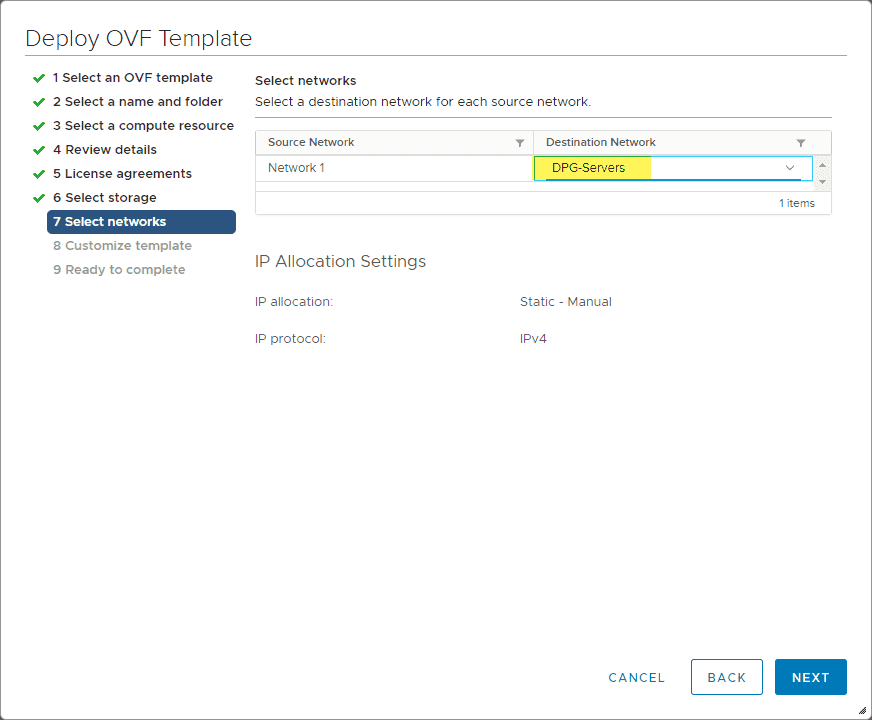 Deploy OVF Template
1 Select an OVF template
2 Select a name and folder
3 Select a compute resource
4 Review details
5 License agreements
6 Select storage
7 Select networks
8 Customize template
9 Ready to complete
Select networks
Select a destination network for each source network.
Source Network Destination Network
Network 1 DPG-Servers
1 items
IP Allocation Settings
IP allocation: Static - Manual
IP protocol: IPv4
CANCEL BACK NEXT